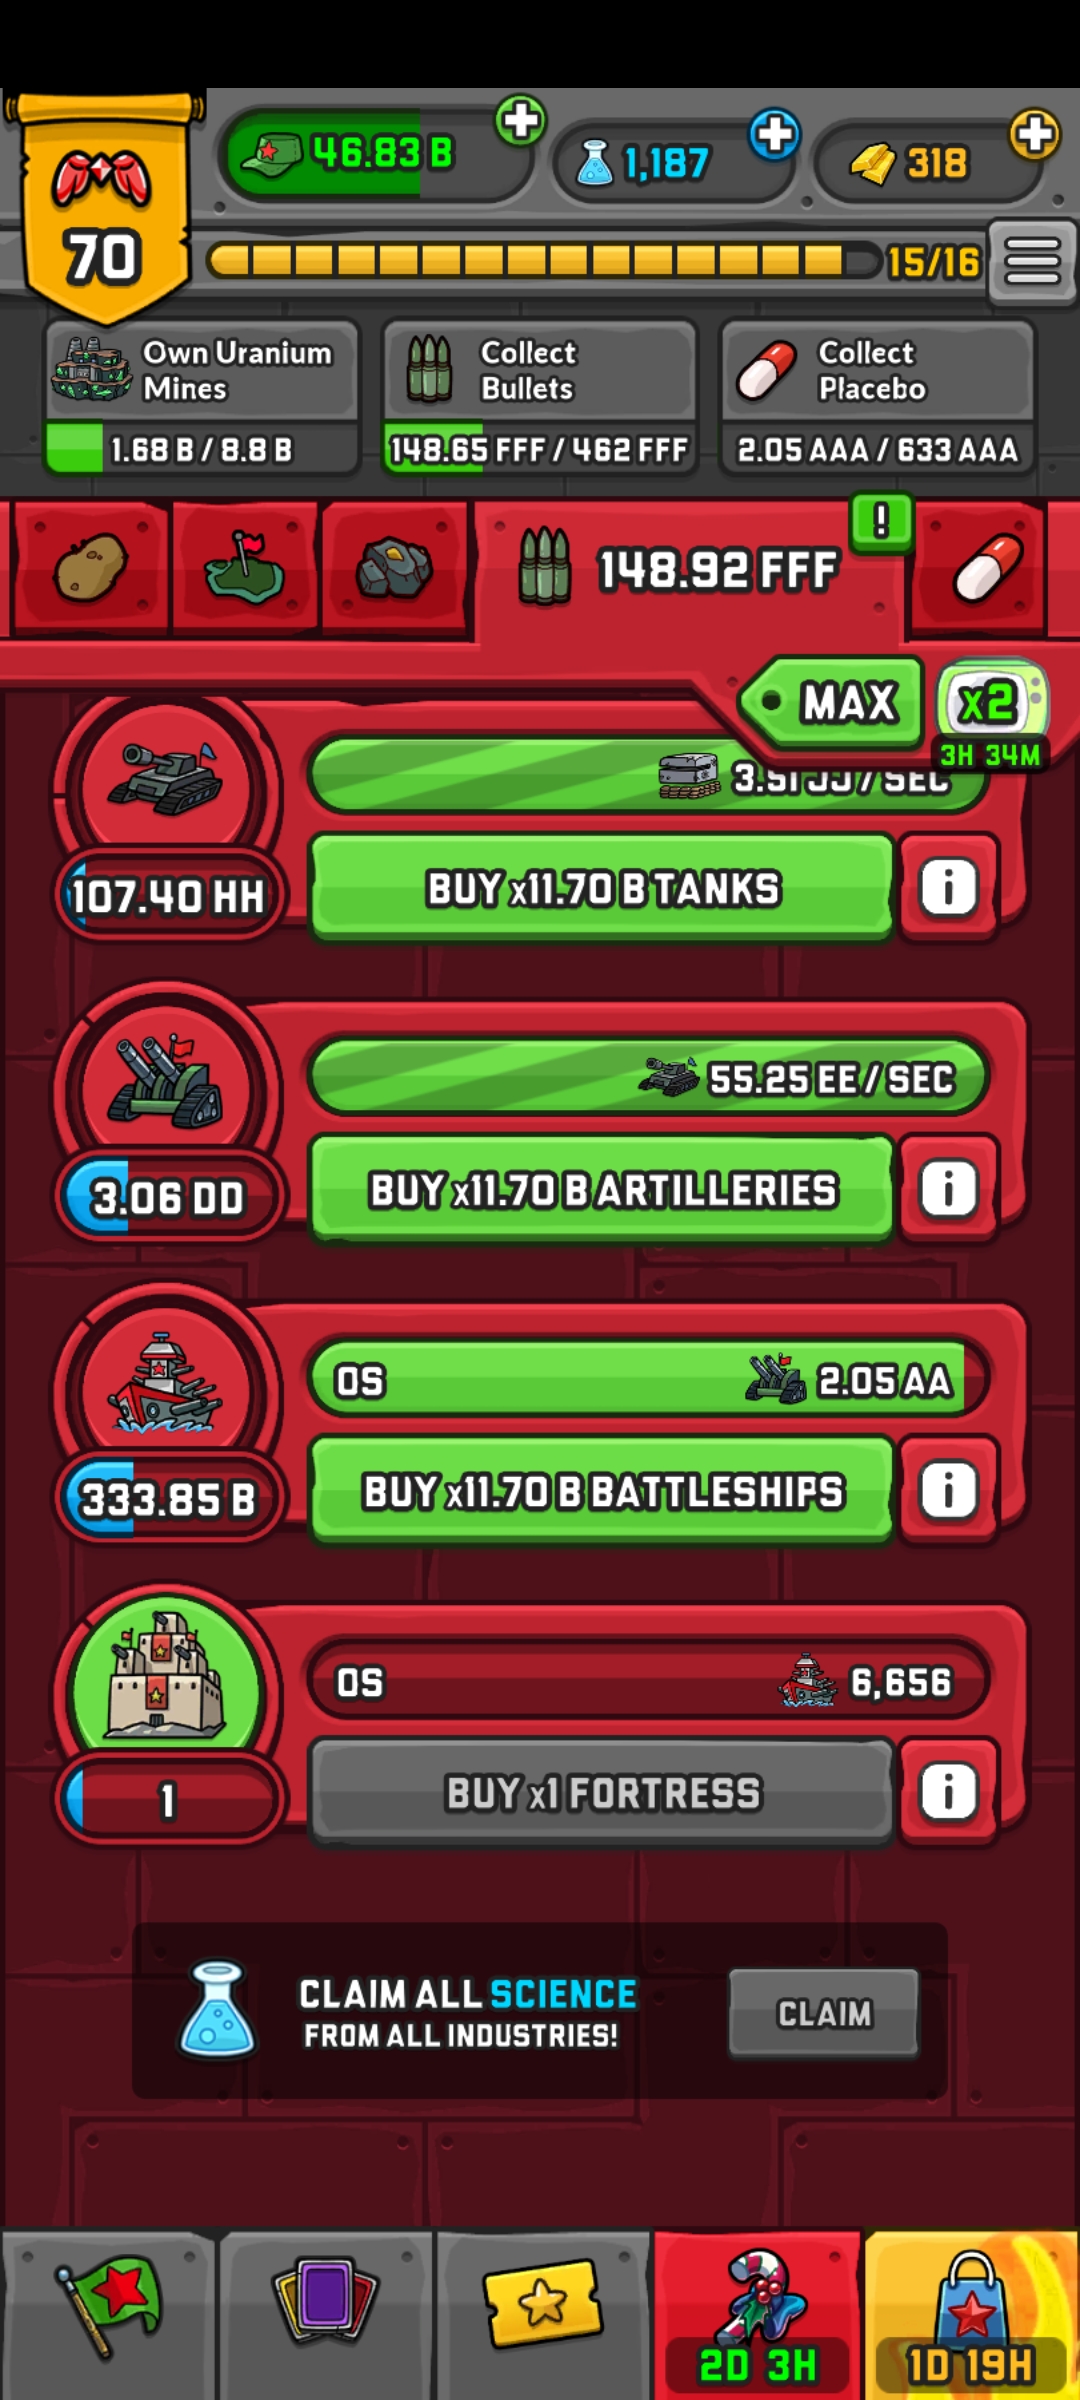 46.83 B
1,187
318
70
15/16
Own Uranium
Mines
1.68 B / 8.8 B
Collect
Bullets
148.65 FFF / 462 FFF
Collect
Placebo
2.05 AAA / 633 AAA
148.92 FFF
!
MAX
x2
3H 34M
3.51 JJ / SEC
107.40 HH
BUY x11.70 B TANKS
i
55.25 EE / SEC
3.06 DD
BUY x11.70 B ARTILLERIES
i
0S
2.05 AA
333.85 B
BUY x11.70 B BATTLESHIPS
i
0S
6,656
1
BUY x1 FORTRESS
i
CLAIM ALL SCIENCE
FROM ALL INDUSTRIES!
CLAIM
2D 3H
1D 19H